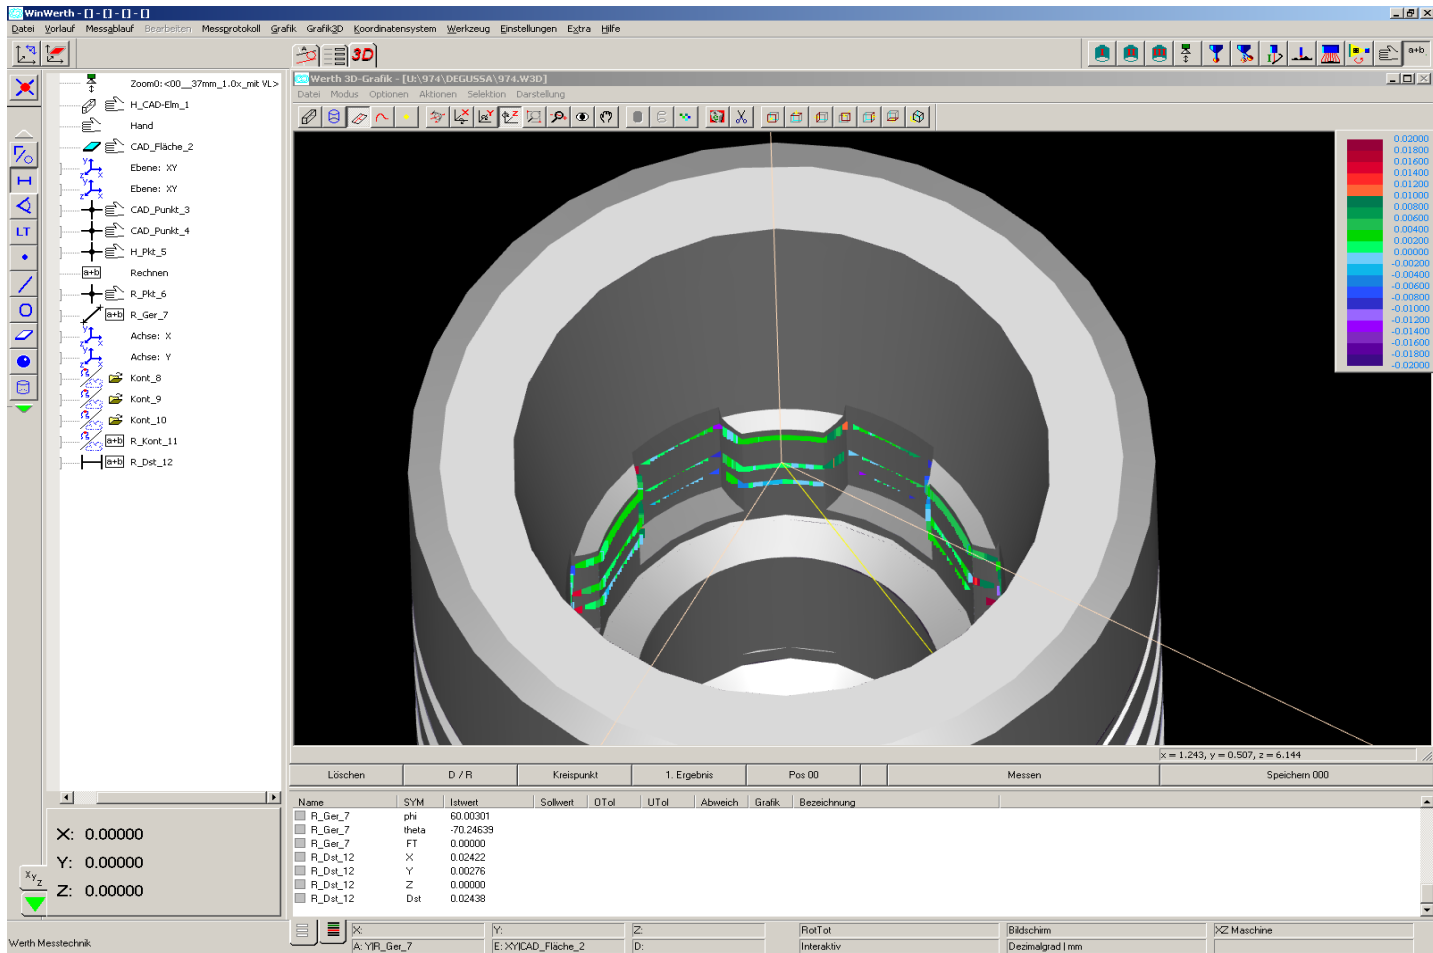 WinWerth - [] - [] - [] - []
Datei Vorlauf Messablauf Bearbeiten Messprotokoll Grafik Grafik3D Koordinatensystem Werkzeug Einstellungen Extra Hilfe
3D
a+b
Zoom0:<00__37mm_1.0x_mit VL>
H_CAD-Elm_1
Hand
CAD_Fläche_2
Ebene: XY
Ebene: XY
CAD_Punkt_3
CAD_Punkt_4
H_Pkt_5
a+b Rechnen
R_Pkt_6
a+b R_Ger_7
Achse: X
Achse: Y
Kont_8
Kont_9
Kont_10
a+b R_Kont_11
a+b R_Dst_12
LT
X: 0.00000
Y: 0.00000
Z: 0.00000
Werth Messtechnik
Werth 3D-Grafik - [U:\974\DEGUSSA\974.W3D]
Datei Modus Optionen Aktionen Selektion Darstellung
0.02000
0.01800
0.01600
0.01400
0.01200
0.01000
0.00800
0.00600
0.00400
0.00200
0.00000
-0.00200
-0.00400
-0.00600
-0.00800
-0.01000
-0.01200
-0.01400
-0.01600
-0.01800
-0.02000
x = 1.243, y = 0.507, z = 6.144
Löschen D / R Kreispunkt 1. Ergebnis Pos 00 Messen Speichern 000
Name SYM Istwert Sollwert OTol UTol Abweich Grafik Bezeichnung
R_Ger_7 phi 60.00301
R_Ger_7 theta -70.24639
R_Ger_7 FT 0.00000
R_Dst_12 X 0.02422
R_Dst_12 Y 0.00276
R_Dst_12 Z 0.00000
R_Dst_12 Dst 0.02438
X: Y: Z: RotTot Bildschirm XZ Maschine
A: Y|R_Ger_7 E: XY|CAD_Fläche_2 D: Interaktiv Dezimalgrad | mm